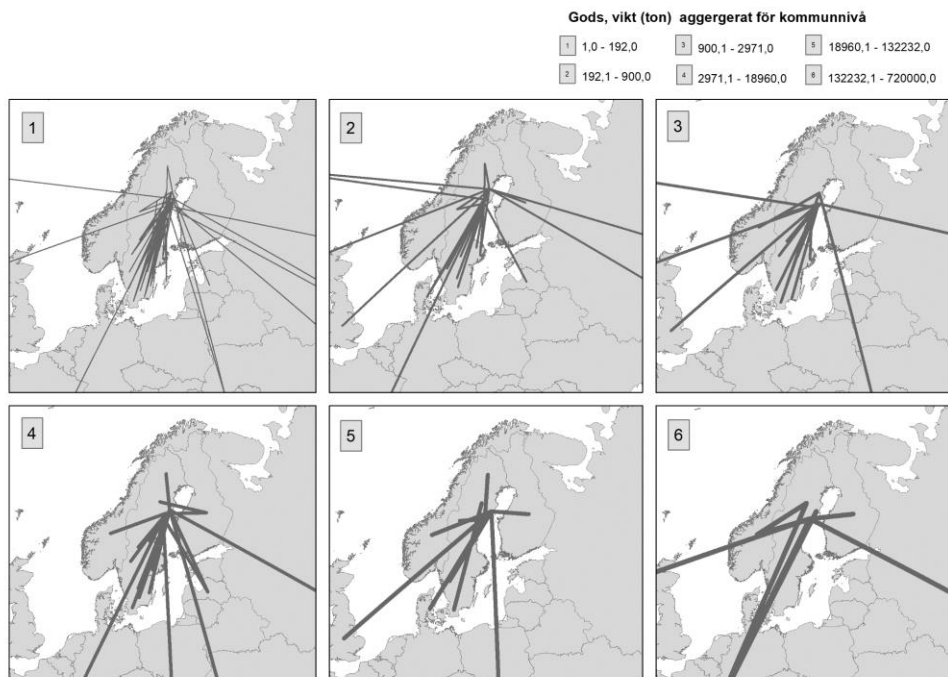 Gods, vikt (ton) aggergerat för kommunnivå
1 1,0 - 192,0 3 900,1 - 2971,0 5 18960,1 - 132232,0
2 192,1 - 900,0 4 2971,1 - 18960,0 6 132232,1 - 720000,0
1 2 3
4 5 6